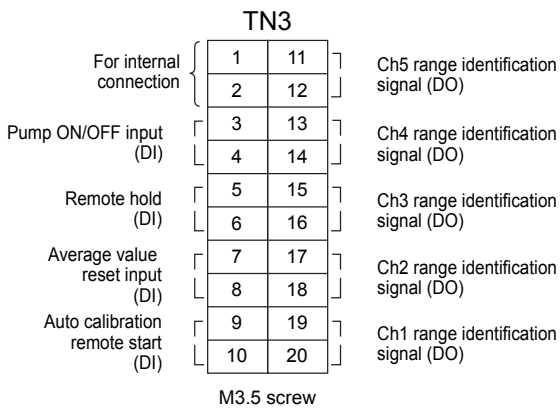 TN3
For internal
connection
1 11
2 12
Ch5 range identification
signal (DO)
Pump ON/OFF input
(DI)
3 13
4 14
Ch4 range identification
signal (DO)
Remote hold
(DI)
5 15
6 16
Ch3 range identification
signal (DO)
Average value
reset input
(DI)
7 17
8 18
Ch2 range identification
signal (DO)
Auto calibration
remote start
(DI)
9 19
10 20
Ch1 range identification
signal (DO)
M3.5 screw